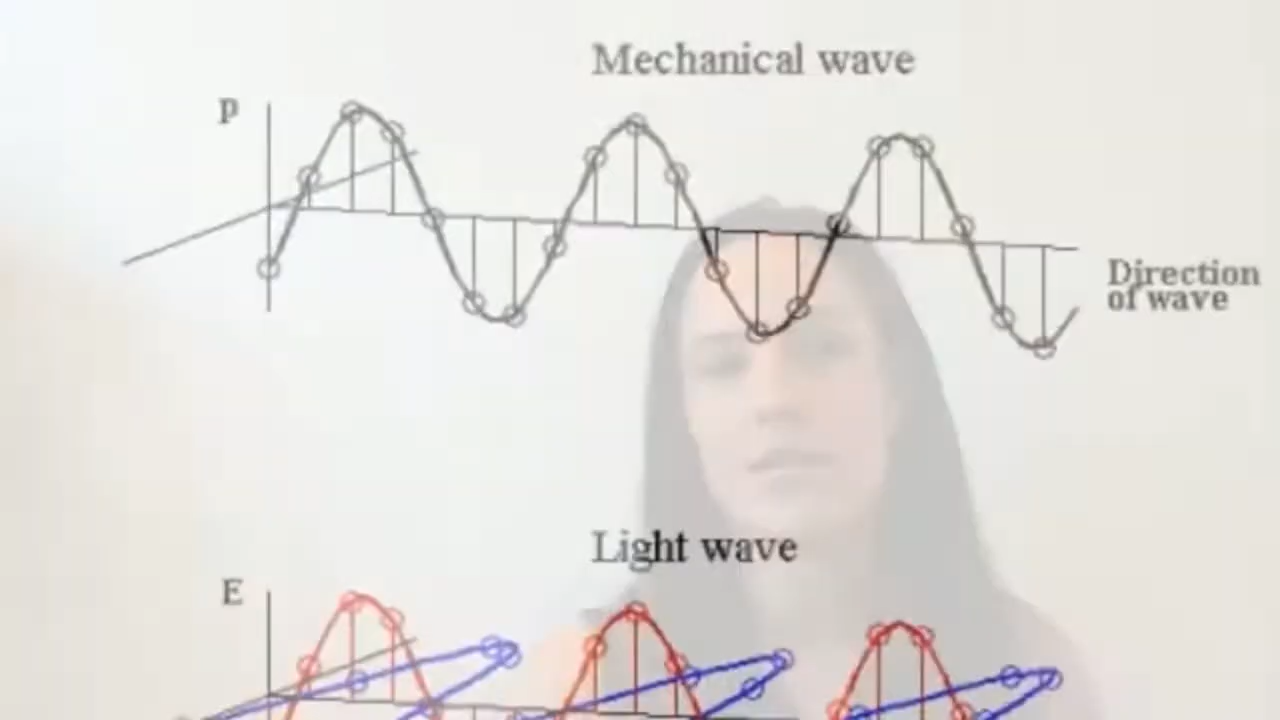 Mechanical wave
P
Direction
of wave
Light wave
E